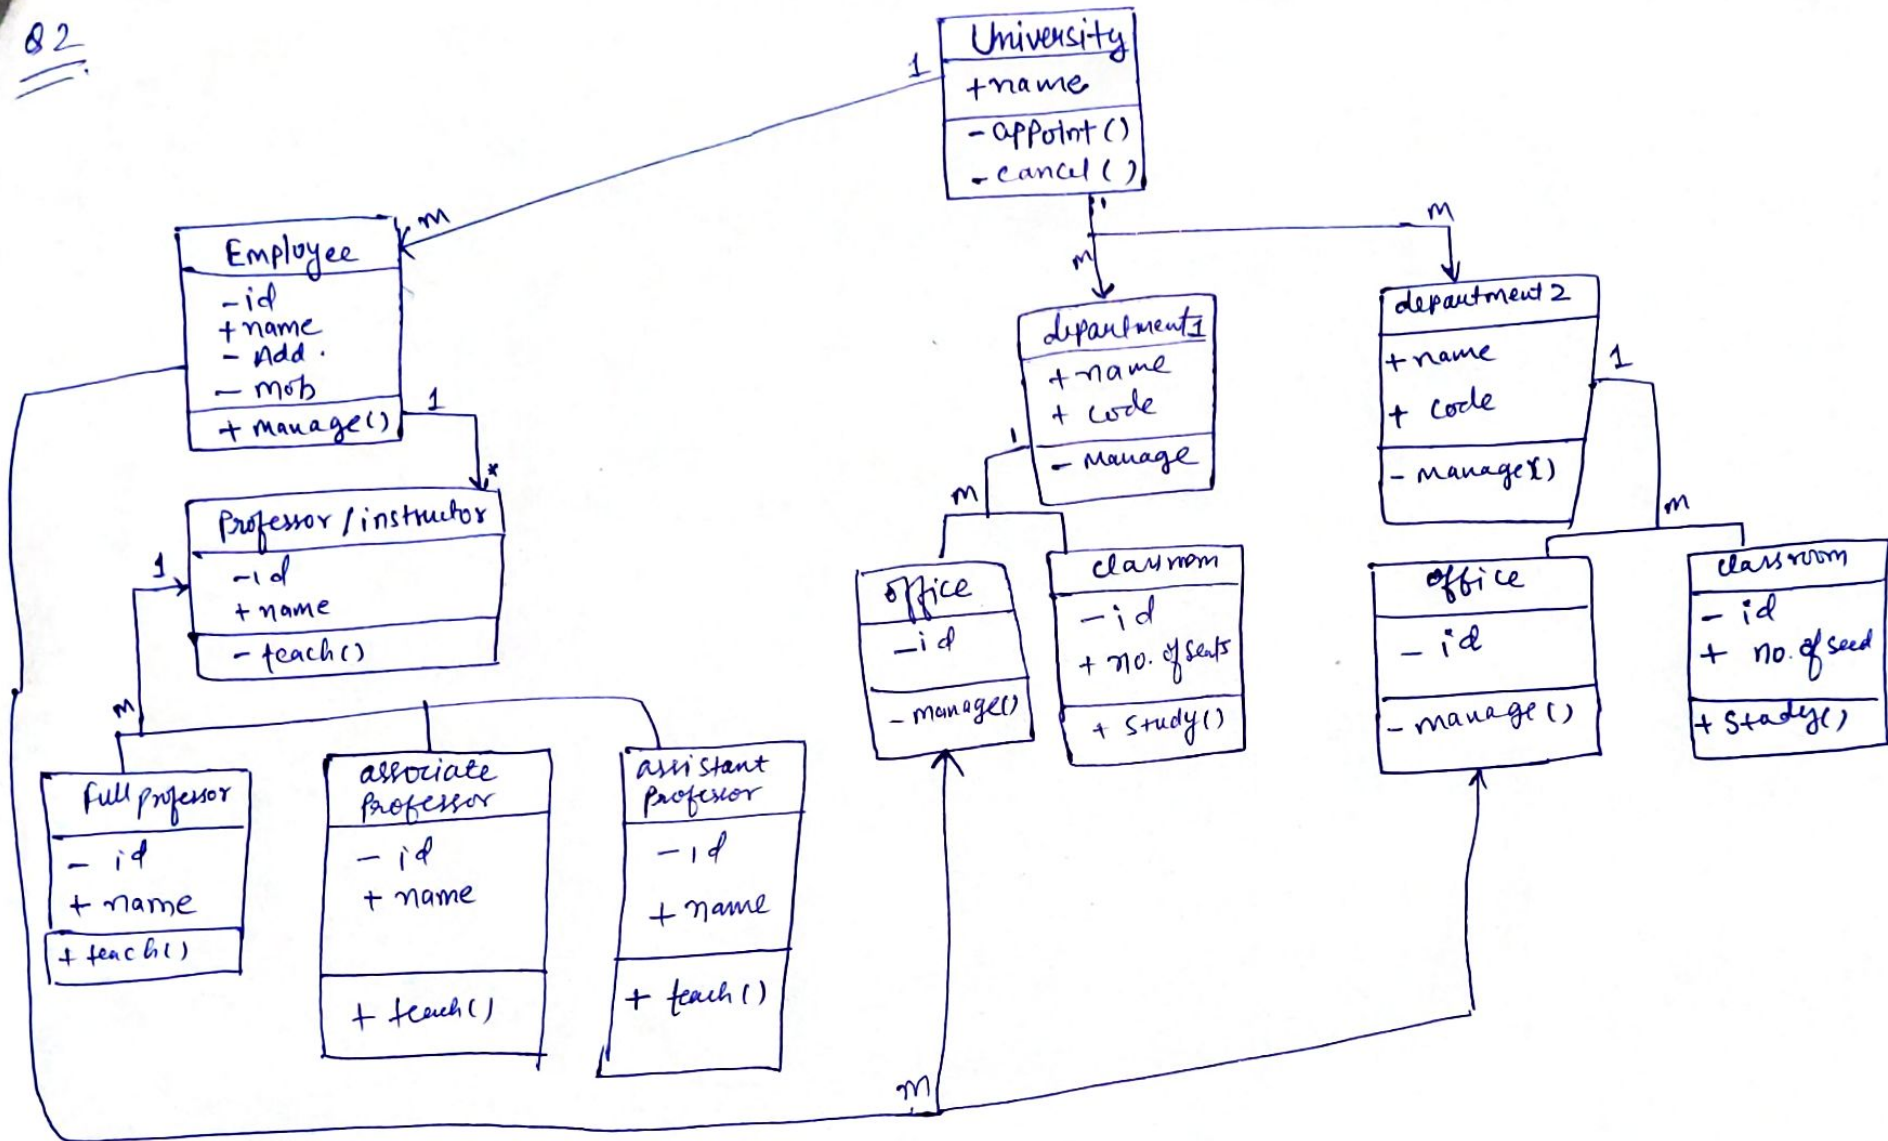 Q2
University
+name
- appoint()
- cancel()
1
m
1
m
m
Employee
-id
+name
- Add.
- mob
+ manage()
1
*
department1
+ name
+ code
- Manage
1
m
department2
+ name
+ code
- manage()
1
m
Professor / instructor
-id
+ name
- teach()
1
m
office
-id
- manage()
classroom
- id
+ no. of seats
+ study()
office
- id
- manage()
classroom
- id
+ no. of seed
+ Study()
full professor
- id
+ name
+ teach()
associate
Professor
- id
+ name
+ teach()
assistant
Professor
- id
+ name
+ teach()
m